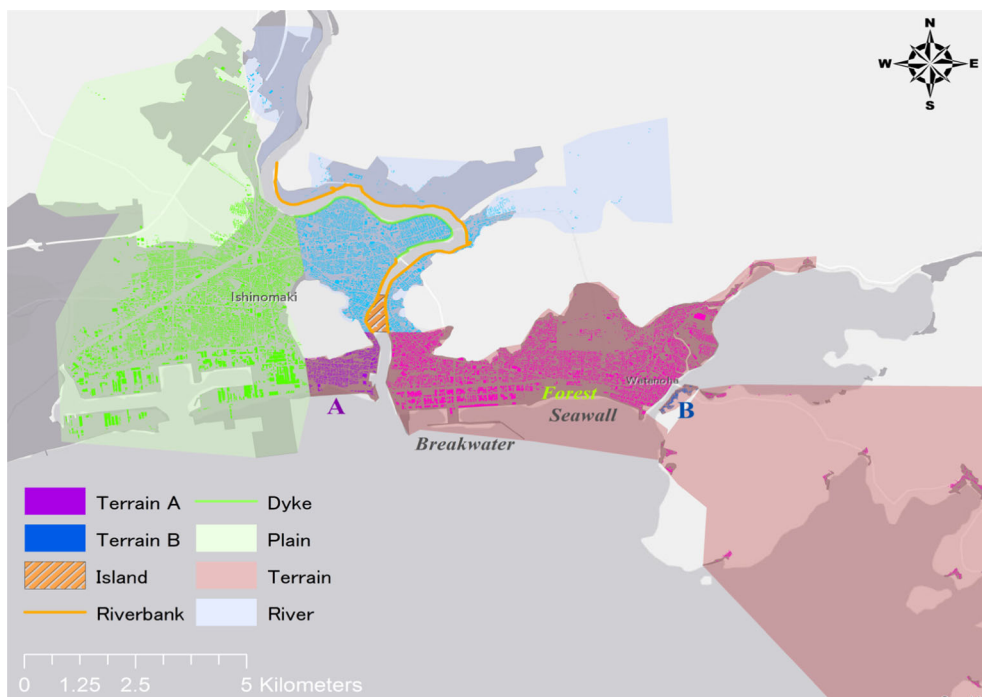 N
W E
S
Ishinomaki
Watanoha
Forest
A
B
Seawall
Breakwater
Terrain A
Dyke
Terrain B
Plain
Island
Terrain
Riverbank
River
0 1.25 2.5 5 Kilometers